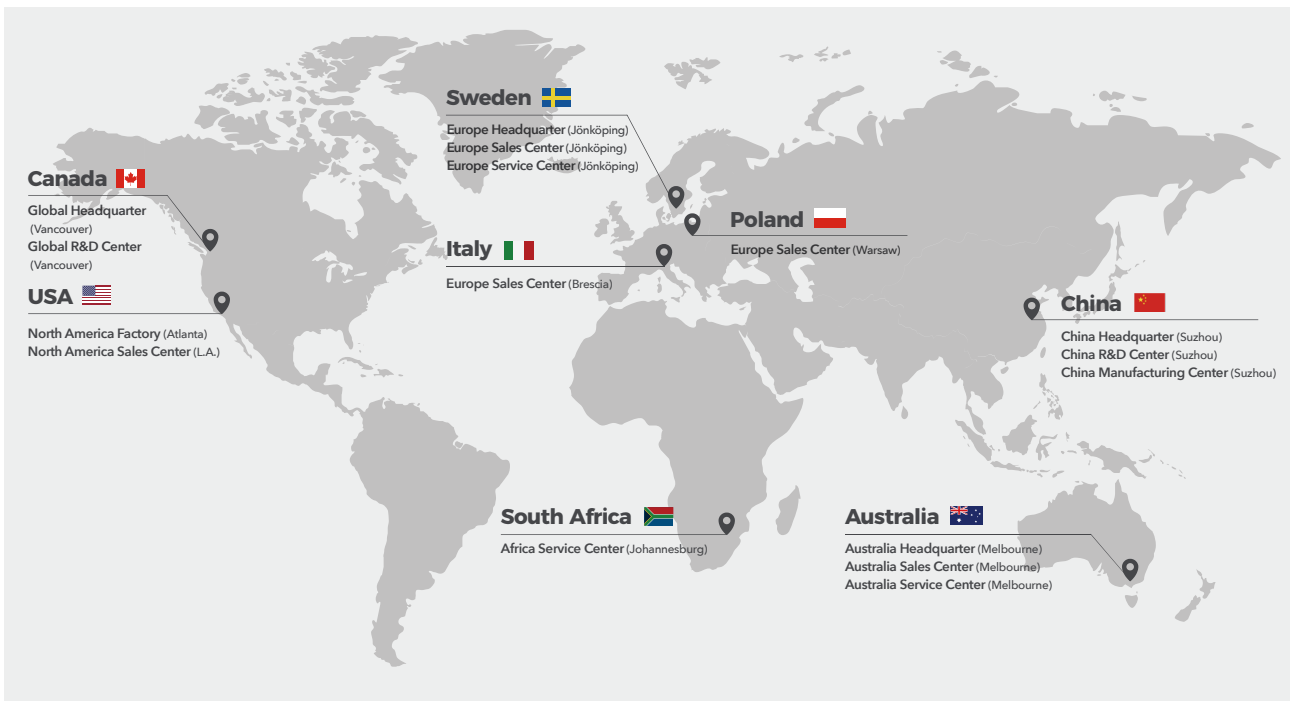 Sweden
Europe Headquarter (Jönköping)
Europe Sales Center (Jönköping)
Europe Service Center (Jönköping)
Canada
Global Headquarter
(Vancouver)
Global R&D Center
(Vancouver)
USA
North America Factory (Atlanta)
North America Sales Center (L.A.)
Italy
Europe Sales Center (Brescia)
Poland
Europe Sales Center (Warsaw)
China
China Headquarter (Suzhou)
China R&D Center (Suzhou)
China Manufacturing Center (Suzhou)
South Africa
Africa Service Center (Johannesburg)
Australia
Australia Headquarter (Melbourne)
Australia Sales Center (Melbourne)
Australia Service Center (Melbourne)